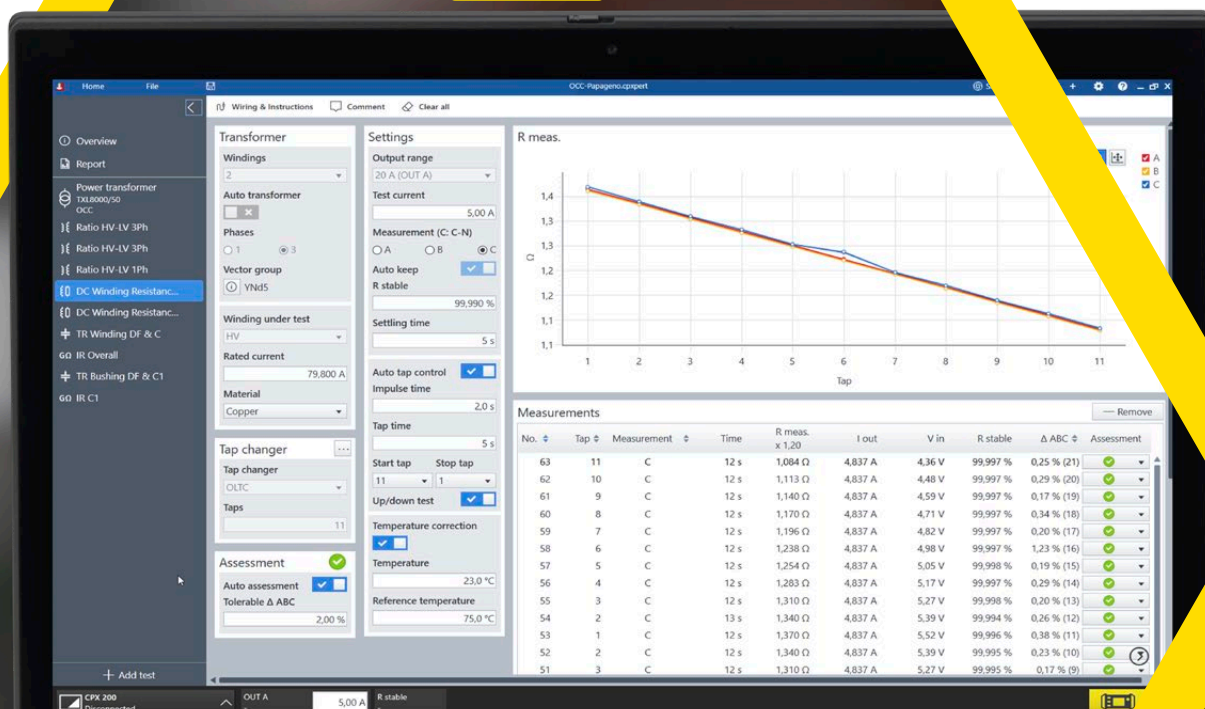 Home File OCC-Papageno.cpxpert
Wiring & Instructions Comment Clear all
Overview
Report
Power transformer
TXL8000/50
OCC
Ratio HV-LV 3Ph
Ratio HV-LV 3Ph
Ratio HV-LV 1Ph
DC Winding Resistanc...
DC Winding Resistanc...
TR Winding DF & C
GΩ IR Overall
TR Bushing DF & C1
GΩ IR C1
+ Add test
Transformer
Windings
2
Auto transformer
Phases
1 3
Vector group
YNd5
Winding under test
HV
Rated current
79,800 A
Material
Copper
Tap changer
Tap changer
OLTC
Taps
11
Assessment
Auto assessment
Tolerable Δ ABC
2,00 %
Settings
Output range
20 A (OUT A)
Test current
5,00 A
Measurement (C: C-N)
A B C
Auto keep
R stable
99,990 %
Settling time
5 s
Auto tap control
Impulse time
2,0 s
Tap time
5 s
Start tap Stop tap
11 1
Up/down test
Temperature correction
Temperature
23,0 °C
Reference temperature
75,0 °C
R meas.
A
B
C
Ω
1,4
1,3
1,3
1,2
1,2
1,1
1,1
1 2 3 4 5 6 7 8 9 10 11
Tap
Measurements — Remove
No. Tap Measurement Time R meas. x 1,20 I out V in R stable Δ ABC Assessment
63 11 C 12 s 1,084 Ω 4,837 A 4,36 V 99,997 % 0,25 % (21)
62 10 C 12 s 1,113 Ω 4,837 A 4,48 V 99,997 % 0,29 % (20)
61 9 C 12 s 1,140 Ω 4,837 A 4,59 V 99,997 % 0,17 % (19)
60 8 C 12 s 1,170 Ω 4,837 A 4,71 V 99,997 % 0,34 % (18)
59 7 C 12 s 1,196 Ω 4,837 A 4,82 V 99,997 % 0,20 % (17)
58 6 C 12 s 1,238 Ω 4,837 A 4,98 V 99,997 % 1,23 % (16)
57 5 C 12 s 1,254 Ω 4,837 A 5,05 V 99,998 % 0,19 % (15)
56 4 C 12 s 1,283 Ω 4,837 A 5,17 V 99,997 % 0,29 % (14)
55 3 C 12 s 1,310 Ω 4,837 A 5,27 V 99,998 % 0,20 % (13)
54 2 C 13 s 1,340 Ω 4,837 A 5,39 V 99,994 % 0,26 % (12)
53 1 C 12 s 1,370 Ω 4,837 A 5,52 V 99,996 % 0,38 % (11)
52 2 C 12 s 1,340 Ω 4,837 A 5,39 V 99,995 % 0,23 % (10)
51 3 C 12 s 1,310 Ω 4,837 A 5,27 V 99,995 % 0,17 % (9)
CPX 200
Disconnected
OUT A 5,00 A R stable